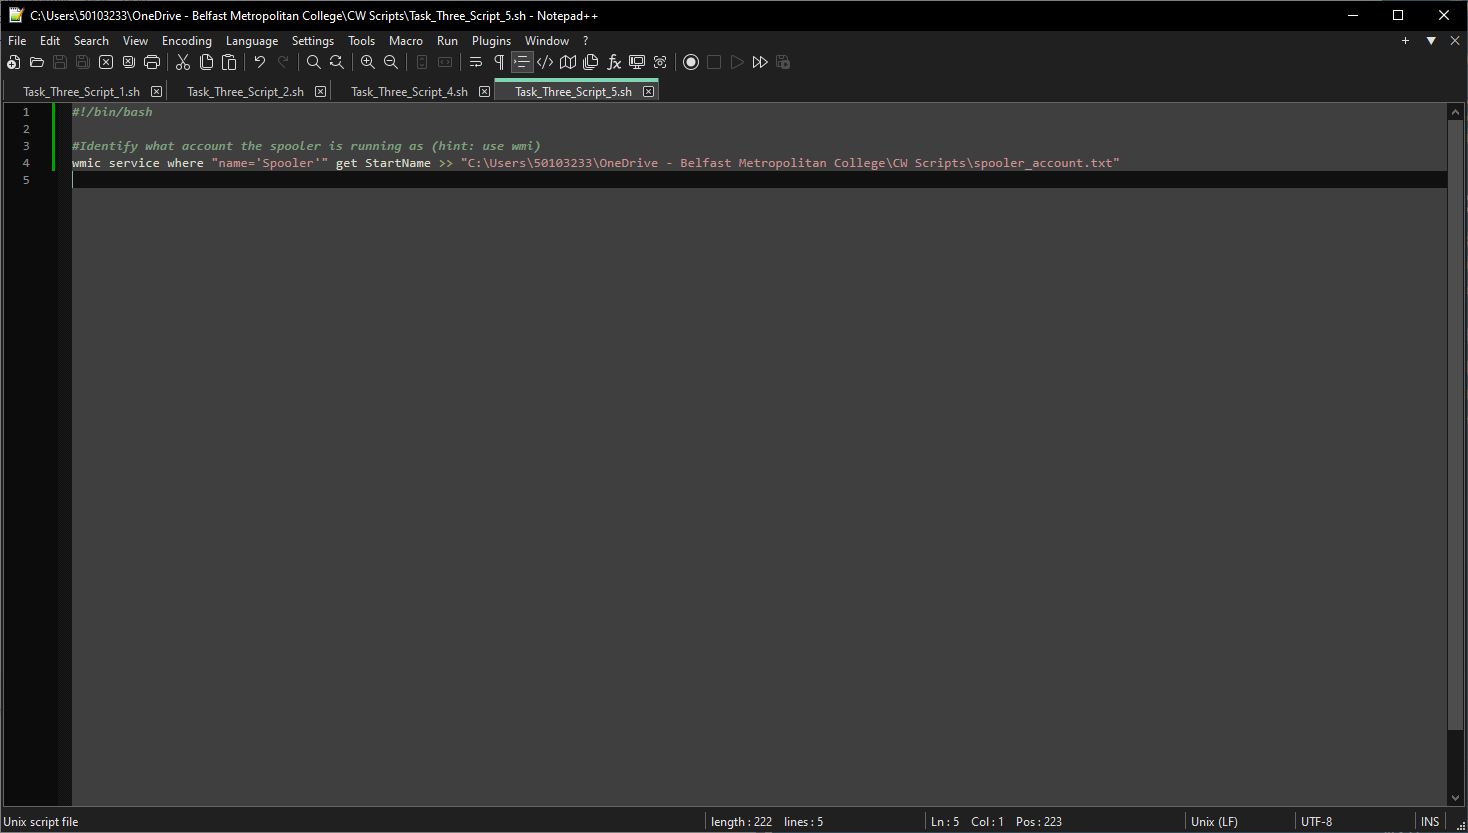 C:\Users\50103233\OneDrive - Belfast Metropolitan College\CW Scripts\Task_Three_Script_5.sh - Notepad++
File Edit Search View Encoding Language Settings Tools Macro Run Plugins Window ?
Task_Three_Script_1.sh Task_Three_Script_2.sh Task_Three_Script_4.sh Task_Three_Script_5.sh
1 #!/bin/bash
2
3 #Identify what account the spooler is running as (hint: use wmi)
4 wmic service where "name='Spooler'" get StartName >> "C:\Users\50103233\OneDrive - Belfast Metropolitan College\CW Scripts\spooler_account.txt"
5
Unix script file length : 222 lines : 5 Ln : 5 Col : 1 Pos : 223 Unix (LF) UTF-8 INS